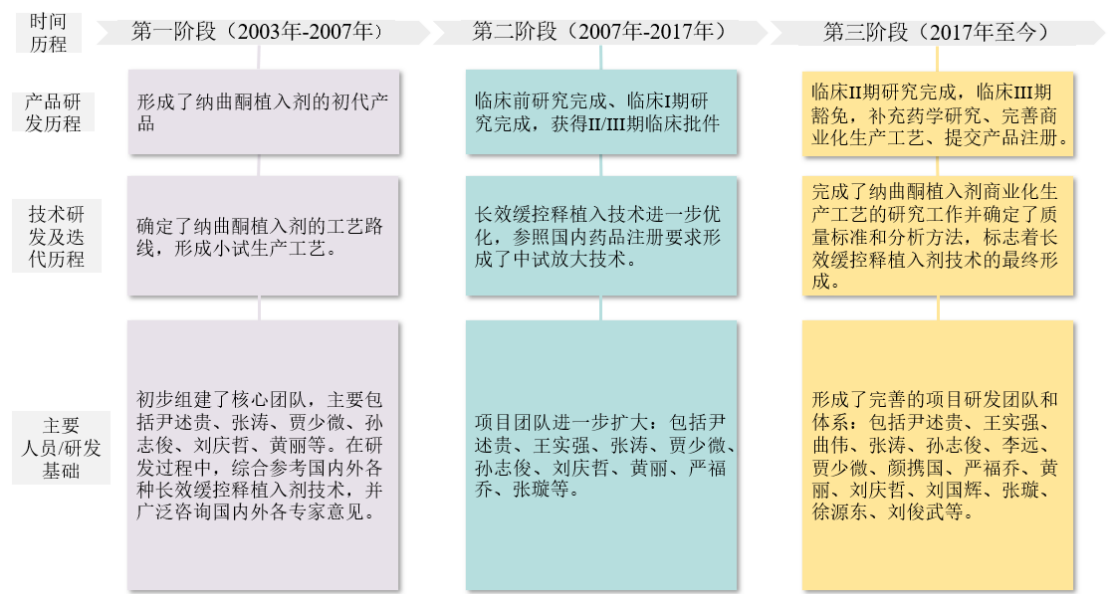 时间
历程
第一阶段（2003年-2007年）
第二阶段（2007年-2017年）
第三阶段（2017年至今）
产品研
发历程
形成了纳曲酮植入剂的初代产
品
临床前研究完成、临床I期研
究完成，获得II/III期临床批件
临床II期研究完成，临床III期
豁免，补充药学研究、完善商
业化生产工艺、提交产品注册。
技术研
发及迭
代历程
确定了纳曲酮植入剂的工艺路
线，形成小试生产工艺。
长效缓控释植入技术进一步优
化，参照国内药品注册要求形
成了中试放大技术。
完成了纳曲酮植入剂商业化生
产工艺的研究工作并确定了质
量标准和分析方法，标志着长
效缓控释植入剂技术的最终形
成。
主要
人员/研发
基础
初步组建了核心团队，主要包
括尹述贵、张涛、贾少微、孙
志俊、刘庆哲、黄丽等。在研
发过程中，综合参考国内外各
种长效缓控释植入剂技术，并
广泛咨询国内外各专家意见。
项目团队进一步扩大：包括尹
述贵、王实强、张涛、贾少微、
孙志俊、刘庆哲、黄丽、严福
乔、张璇等。
形成了完善的项目研发团队和
体系：包括尹述贵、王实强、
曲伟、张涛、孙志俊、李远、
贾少微、颜携国、严福乔、黄
丽、刘庆哲、刘国辉、张璇、
徐源东、刘俊武等。